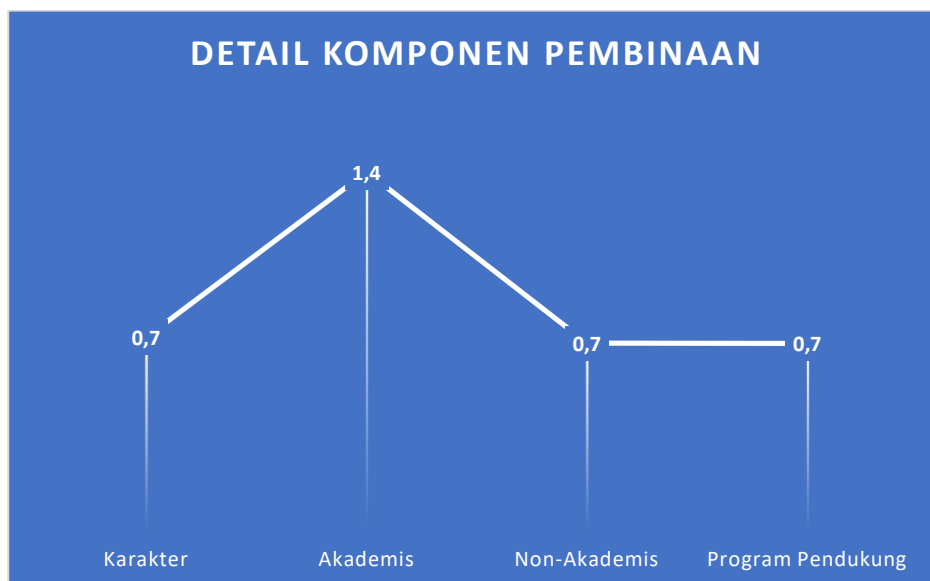 DETAIL KOMPONEN PEMBINAAN
1,4
0,7
0,7
0,7
Karakter
Akademis
Non-Akademis
Program Pendukung